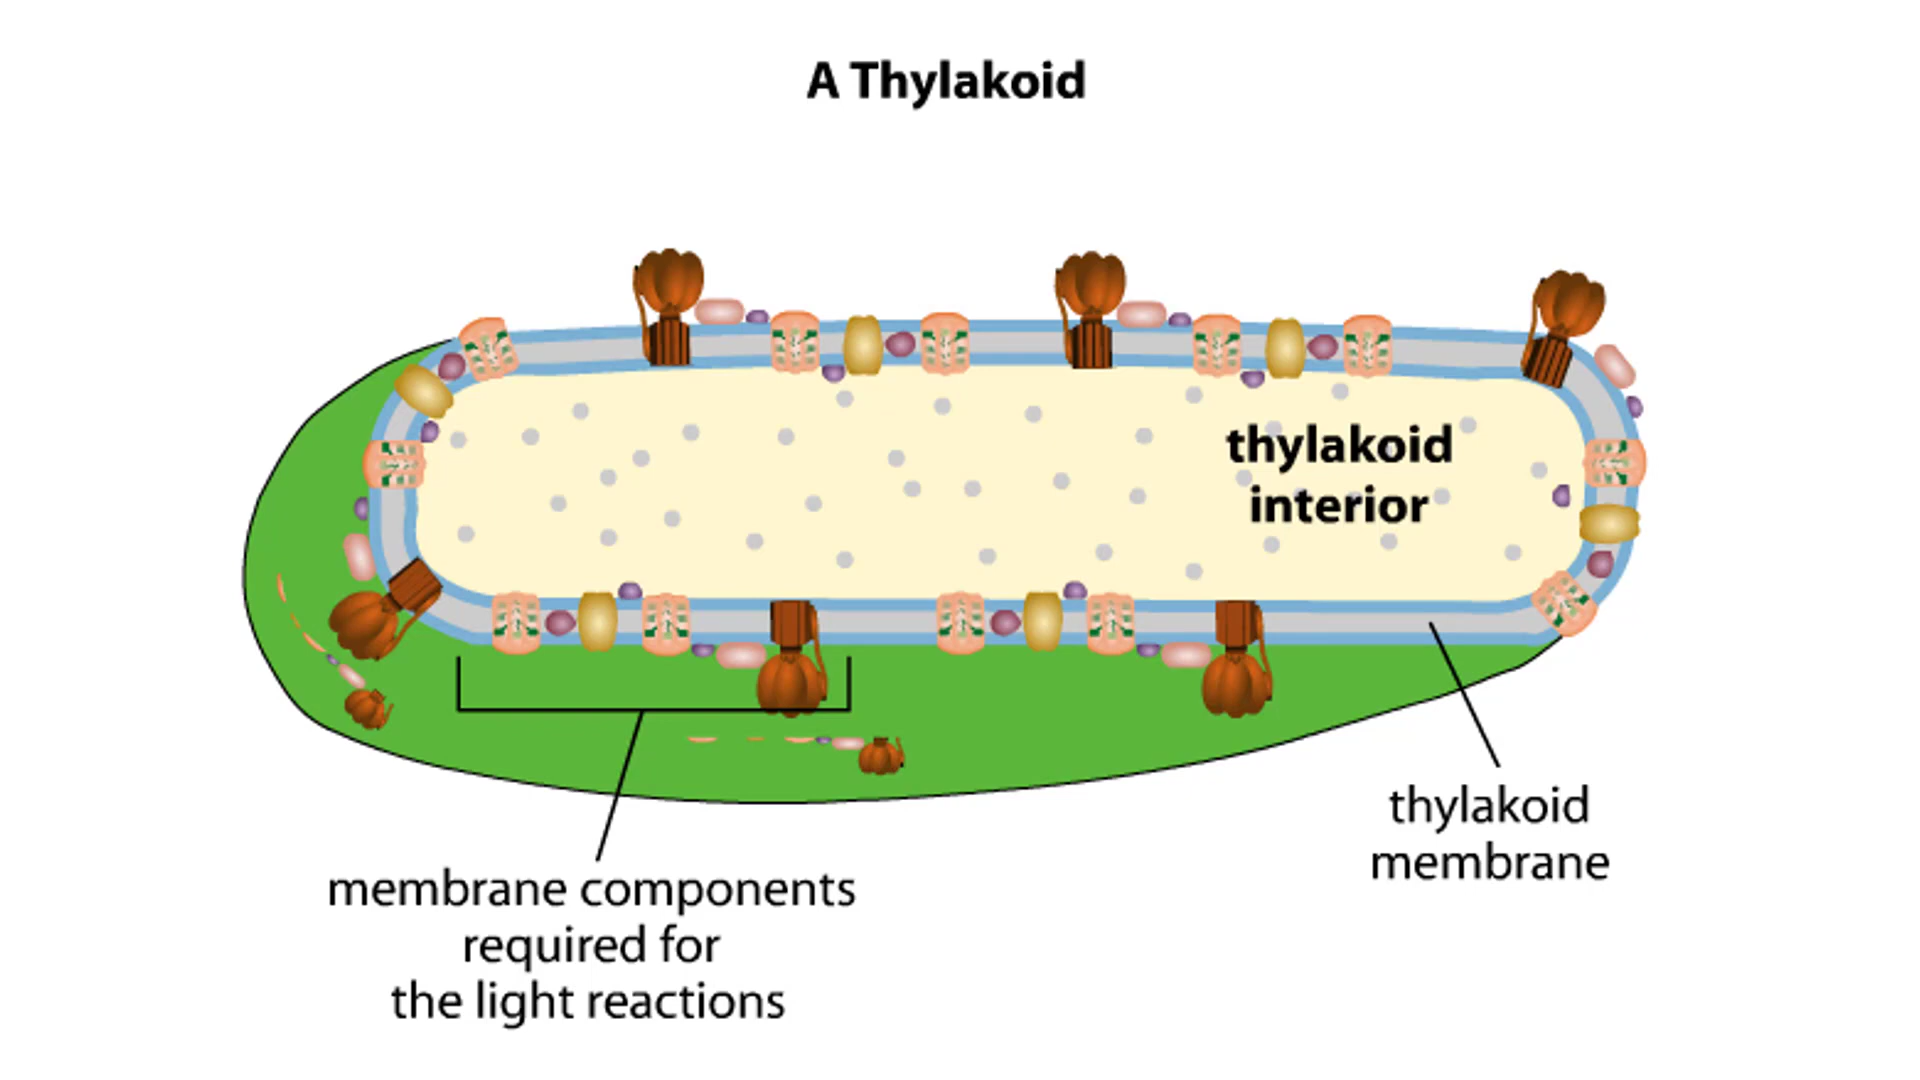 A Thylakoid
thylakoid
interior
thylakoid
membrane
membrane components
required for
the light reactions